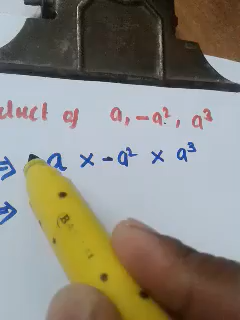 duct of a, -a², a³
⇒ a × -a² × a³
⇒